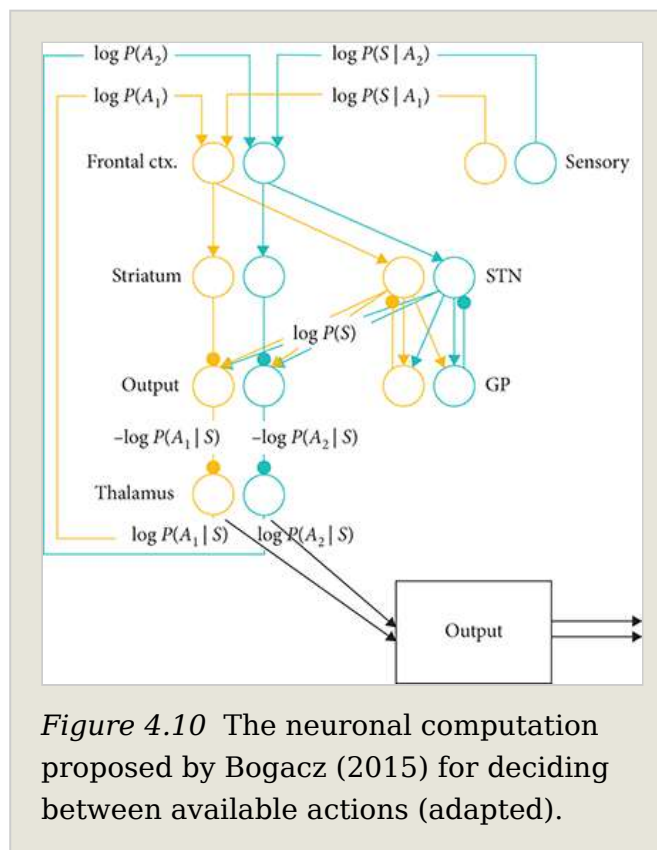 log P(A₂) log P(S | A₂)
log P(A₁) log P(S | A₁)
Frontal ctx. Sensory
Striatum STN
log P(S)
Output GP
–log P(A₁ | S) –log P(A₂ | S)
Thalamus
log P(A₁ | S) log P(A₂ | S)
Output
Figure 4.10 The neuronal computation
proposed by Bogacz (2015) for deciding
between available actions (adapted).